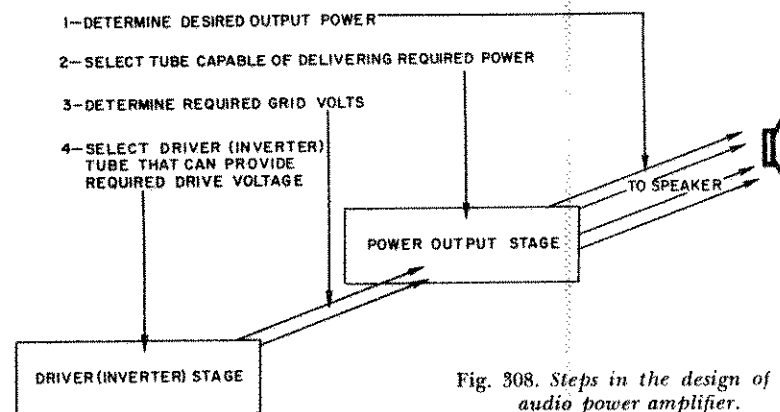 1—DETERMINE DESIRED OUTPUT POWER
2—SELECT TUBE CAPABLE OF DELIVERING REQUIRED POWER
3—DETERMINE REQUIRED GRID VOLTS
4—SELECT DRIVER (INVERTER)
TUBE THAT CAN PROVIDE
REQUIRED DRIVE VOLTAGE
TO SPEAKER
POWER OUTPUT STAGE
DRIVER (INVERTER) STAGE
Fig. 308. Steps in the design of
audio power amplifier.